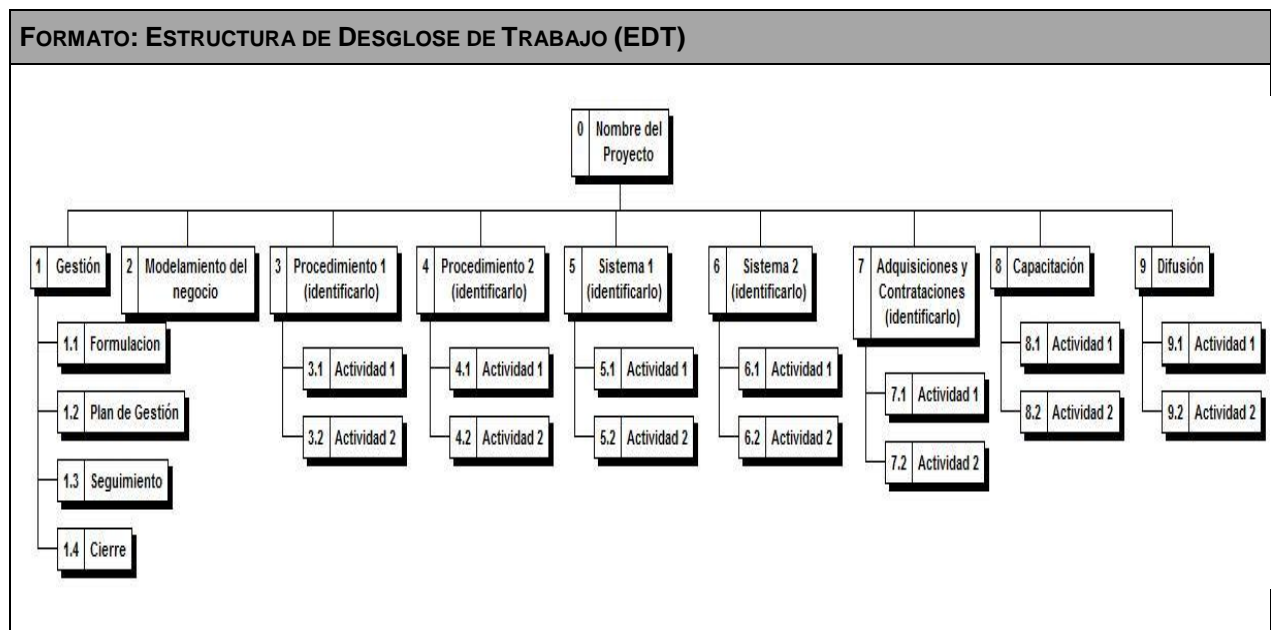 FORMATO: ESTRUCTURA DE DESGLOSE DE TRABAJO (EDT)
0 Nombre del
Proyecto
1 Gestión
2 Modelamiento del
negocio
3 Procedimiento 1
(identificarlo)
4 Procedimiento 2
(identificarlo)
5 Sistema 1
(identificarlo)
6 Sistema 2
(identificarlo)
7 Adquisiciones y
Contrataciones
(identificarlo)
8 Capacitación
9 Difusión
1.1 Formulacion
1.2 Plan de Gestión
1.3 Seguimiento
1.4 Cierre
3.1 Actividad 1
3.2 Actividad 2
4.1 Actividad 1
4.2 Actividad 2
5.1 Actividad 1
5.2 Actividad 2
6.1 Actividad 1
6.2 Actividad 2
7.1 Actividad 1
7.2 Actividad 2
8.1 Actividad 1
8.2 Actividad 2
9.1 Actividad 1
9.2 Actividad 2